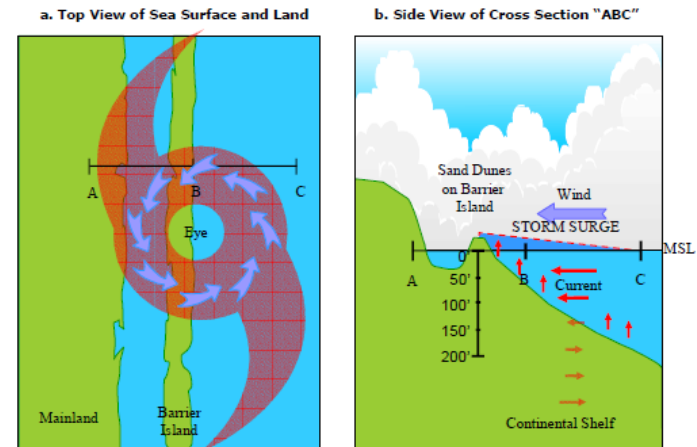 a. Top View of Sea Surface and Land
b. Side View of Cross Section “ABC”
A
B
C
Eye
Mainland
Barrier
Island
Sand Dunes
on Barrier
Island
Wind
STORM SURGE
MSL
A
B
C
0'
50'
100'
150'
200'
Current
Continental Shelf